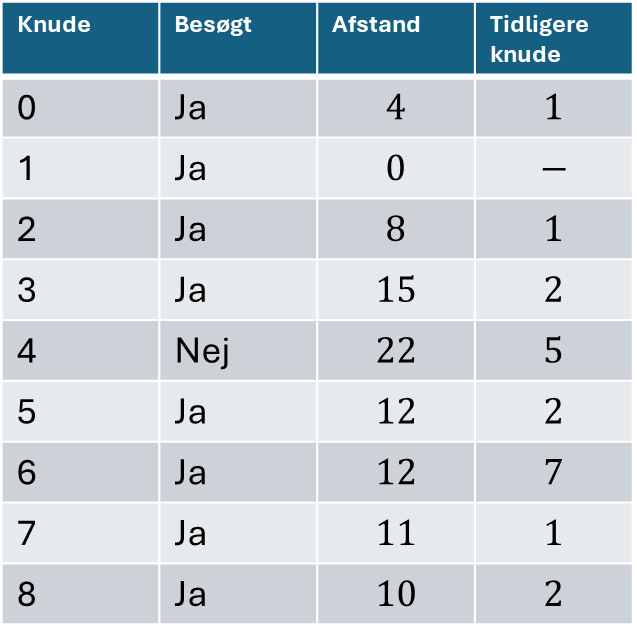 Knude Besøgt Afstand Tidligere
knude
0 Ja 4 1
1 Ja 0 −
2 Ja 8 1
3 Ja 15 2
4 Nej 22 5
5 Ja 12 2
6 Ja 12 7
7 Ja 11 1
8 Ja 10 2